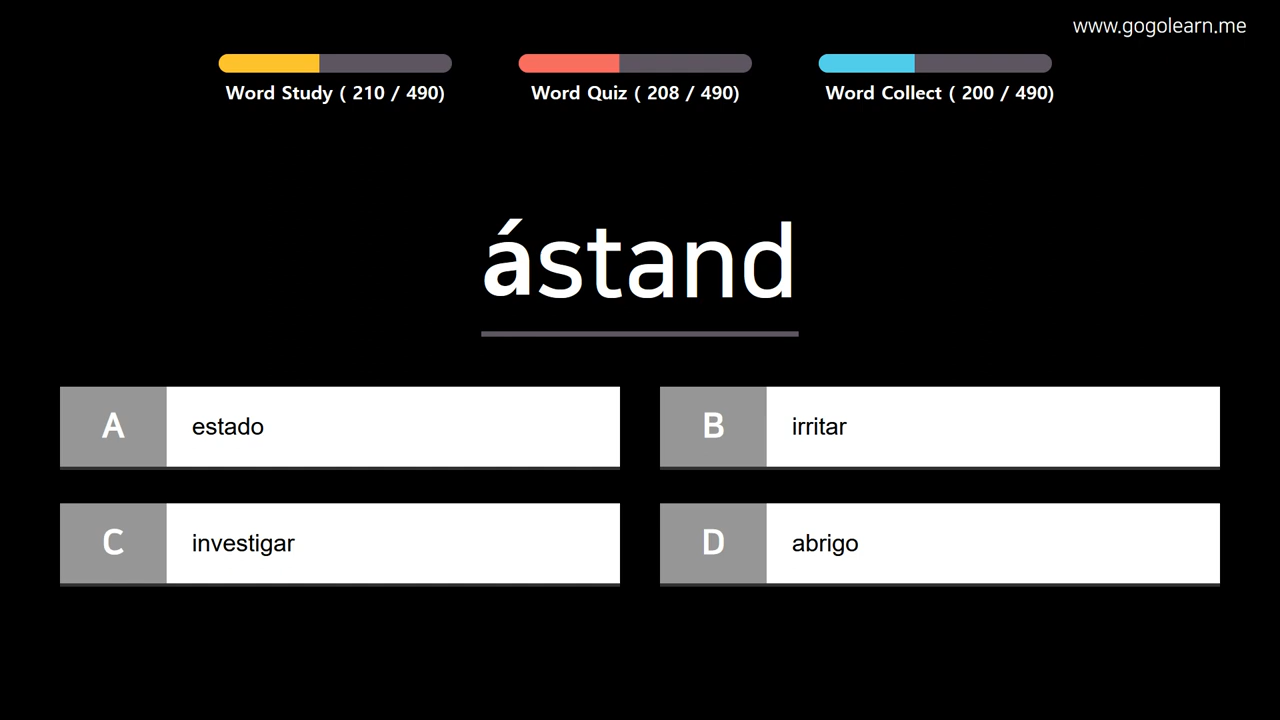 www.gogolearn.me
Word Study ( 210 / 490)
Word Quiz ( 208 / 490)
Word Collect ( 200 / 490)
ástand
A estado
B irritar
C investigar
D abrigo